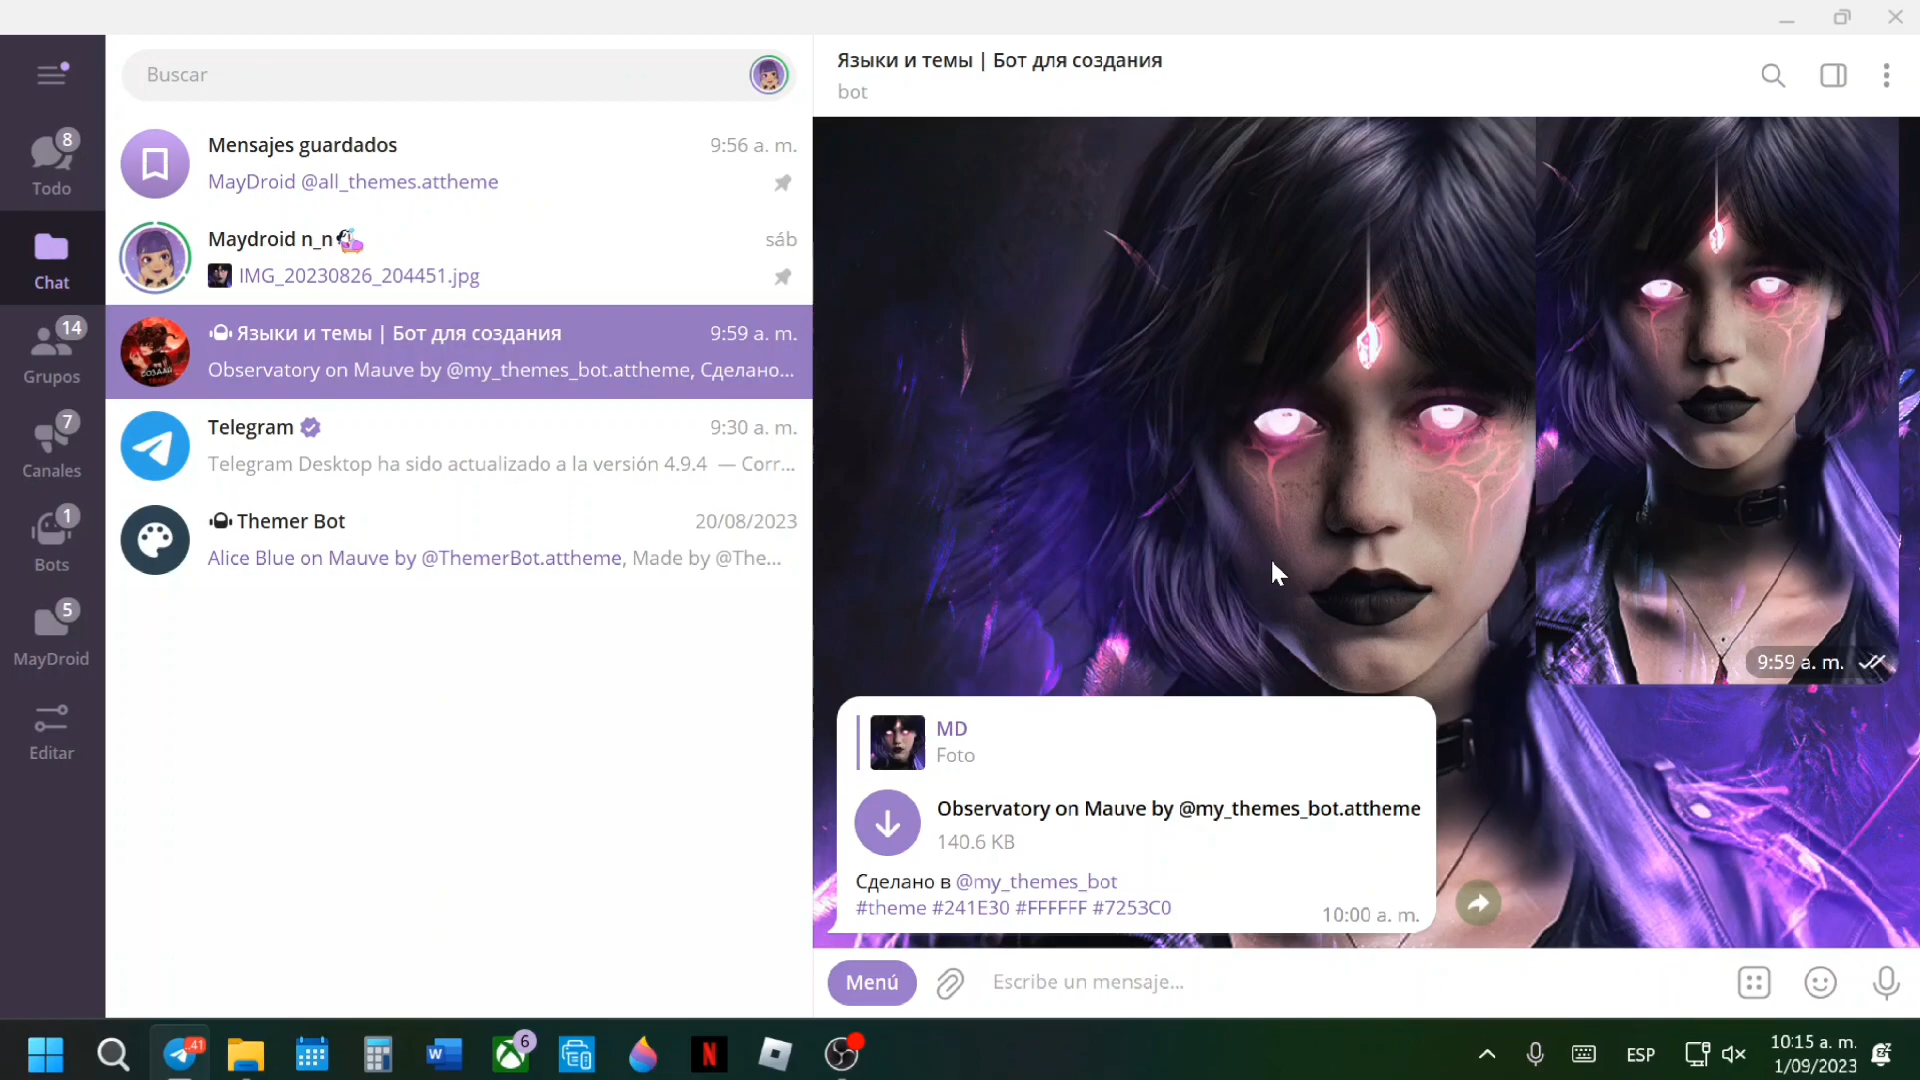 Buscar
8
Todo
Chat
14
Grupos
7
Canales
1
Bots
5
MayDroid
Editar
Mensajes guardados
9:56 a. m.
MayDroid @all_themes.attheme
Maydroid n_n
sáb
IMG_20230826_204451.jpg
Языки и темы | Бот для создания
9:59 a. m.
Observatory on Mauve by @my_themes_bot.attheme, Сделано...
Telegram
9:30 a. m.
Telegram Desktop ha sido actualizado a la versión 4.9.4 — Corr...
Themer Bot
20/08/2023
Alice Blue on Mauve by @ThemerBot.attheme, Made by @The...
Языки и темы | Бот для создания
bot
9:59 a. m.
MD
Foto
Observatory on Mauve by @my_themes_bot.attheme
140.6 KB
Сделано в @my_themes_bot
#theme #241E30 #FFFFFF #7253C0
10:00 a. m.
Menú
Escribe un mensaje...
41
6
ESP
10:15 a. m.
1/09/2023